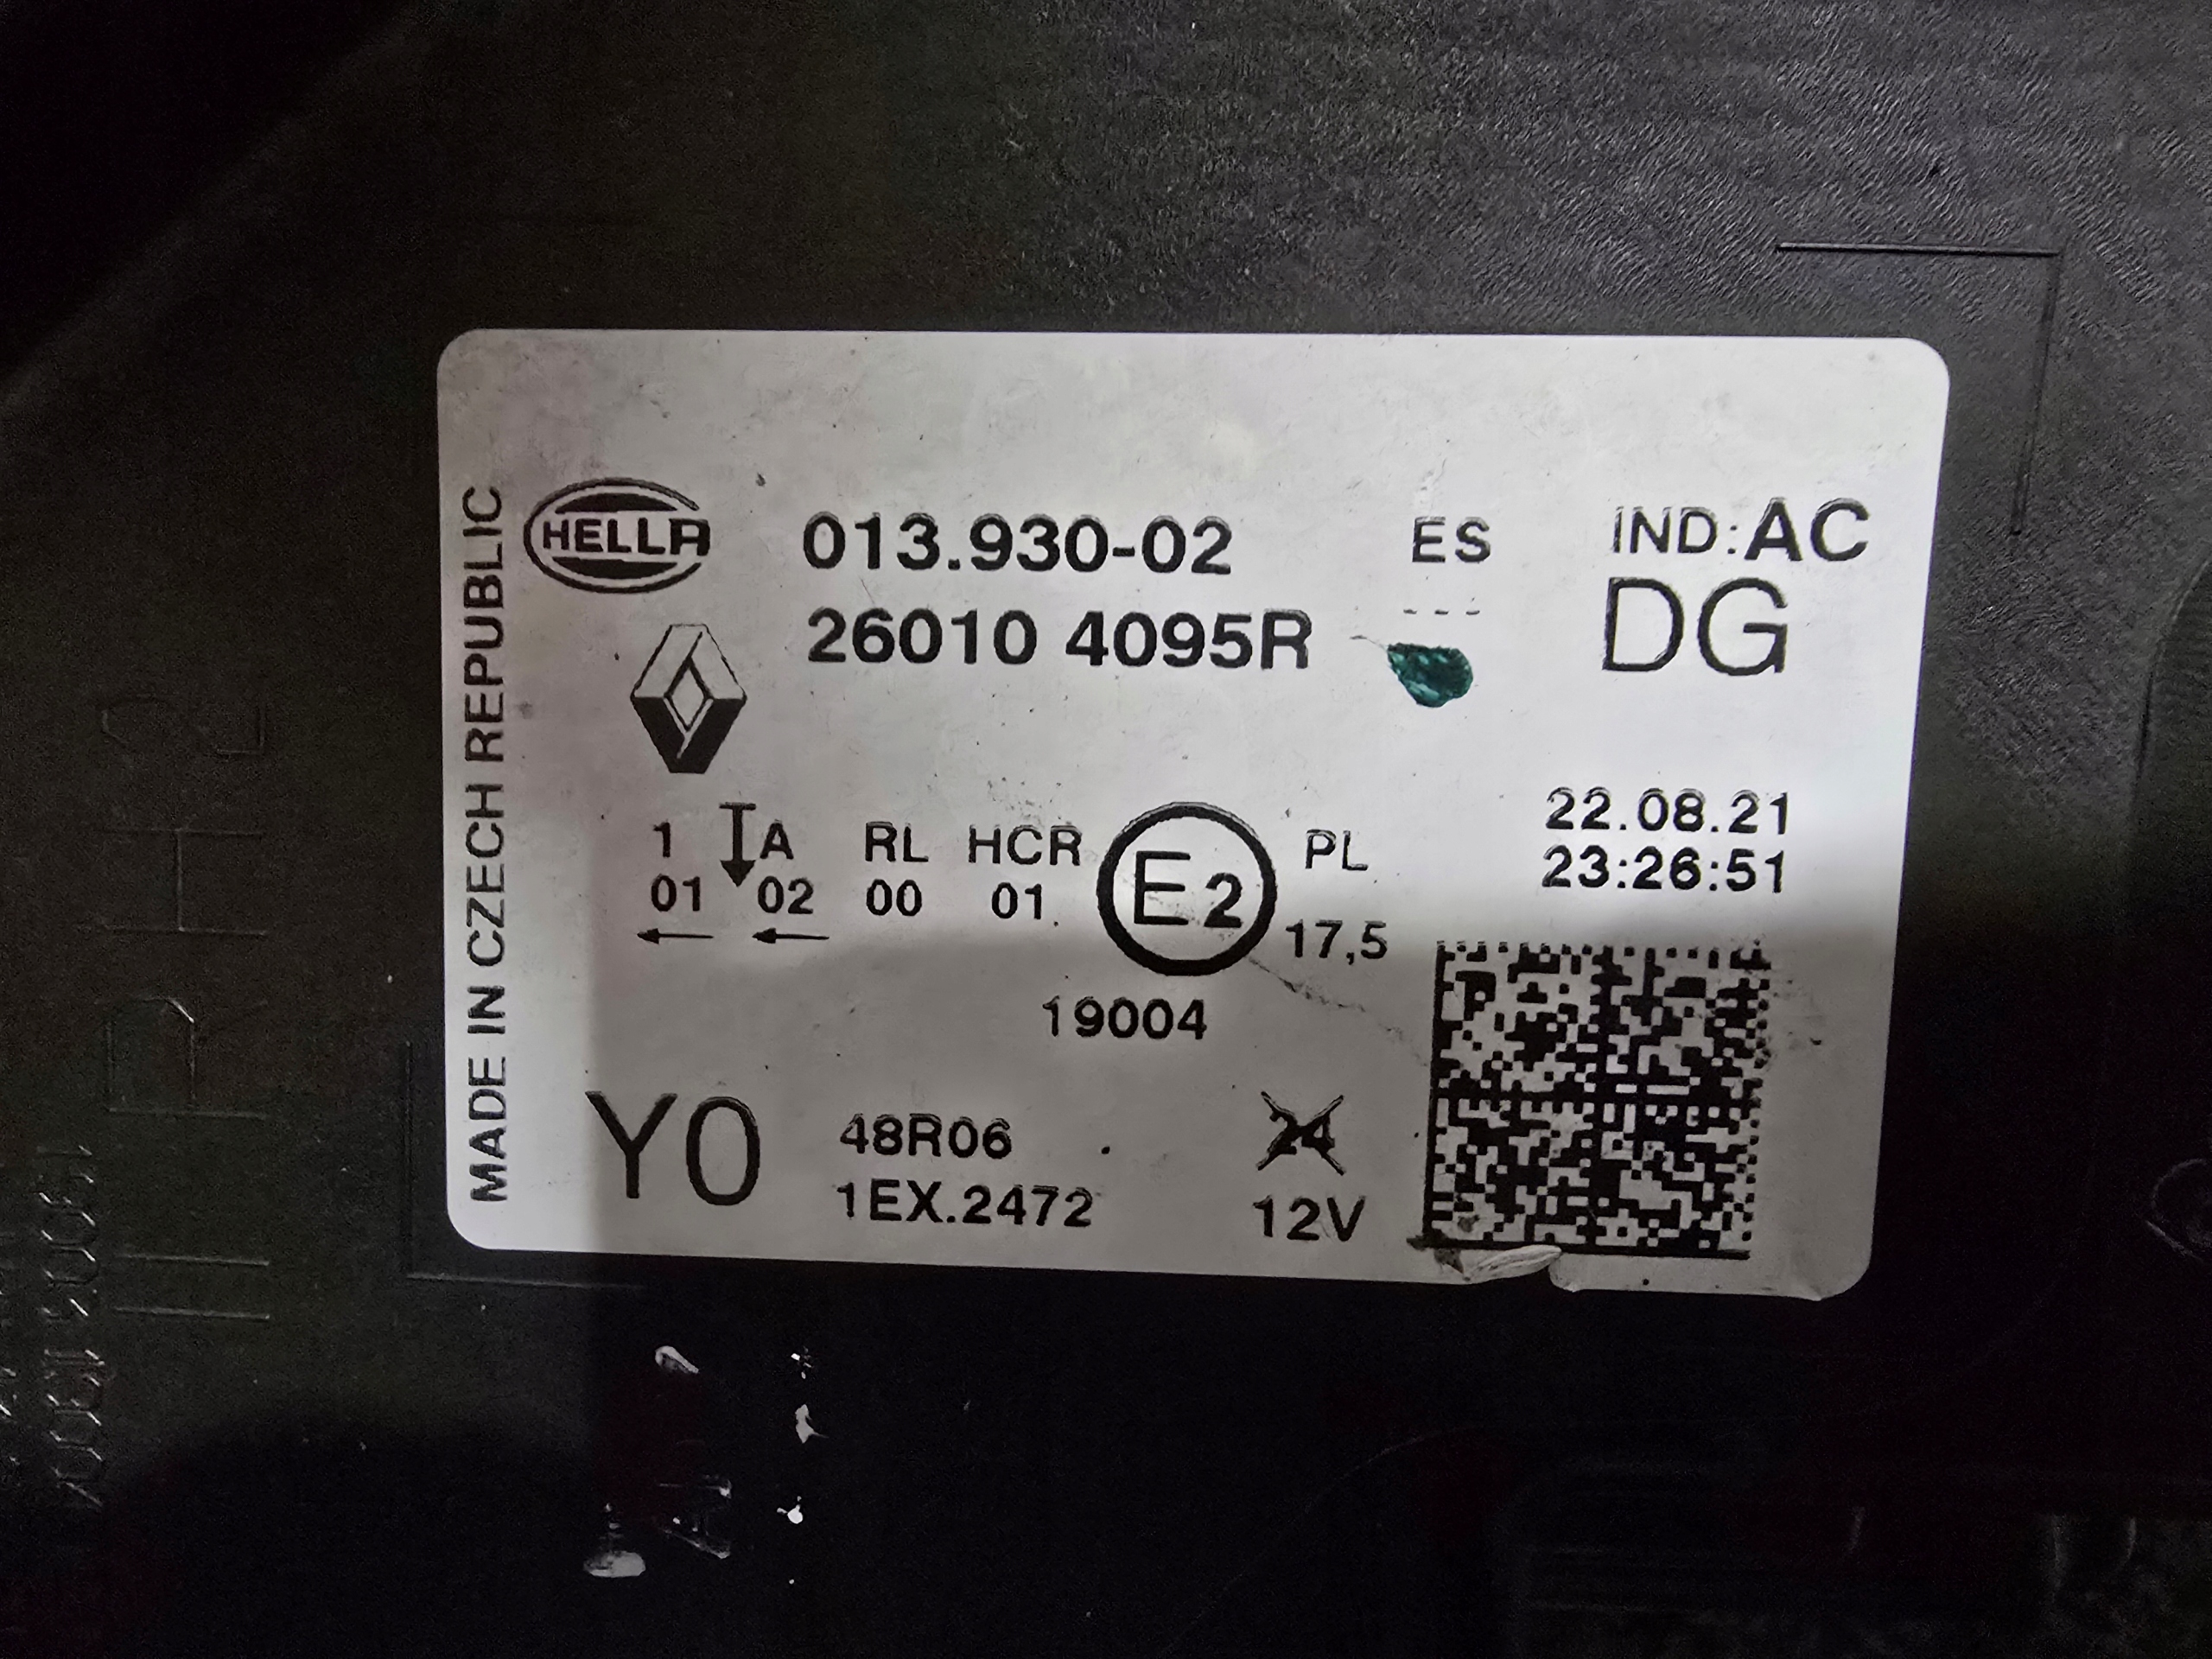 MADE IN CZECH REPUBLIC
HELLA
013.930-02 ES IND:AC
26010 4095R --- DG
22.08.21
23:26:51
1 A RL HCR E2 PL
01 02 00 01 17,5
19004
Y0 48R06 24
1EX.2472 12V